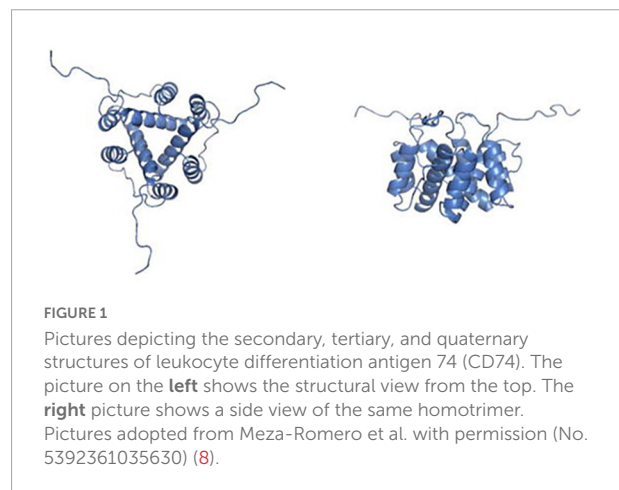 FIGURE 1
Pictures depicting the secondary, tertiary, and quaternary
structures of leukocyte differentiation antigen 74 (CD74). The
picture on the left shows the structural view from the top. The
right picture shows a side view of the same homotrimer.
Pictures adopted from Meza-Romero et al. with permission (No.
5392361035630) (8).